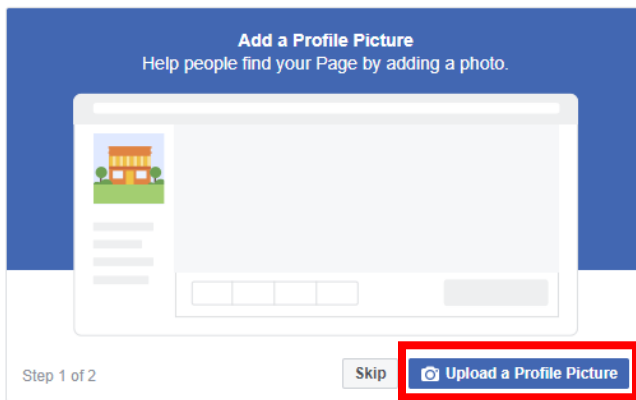 Add a Profile Picture
Help people find your Page by adding a photo.
Step 1 of 2
Skip
Upload a Profile Picture